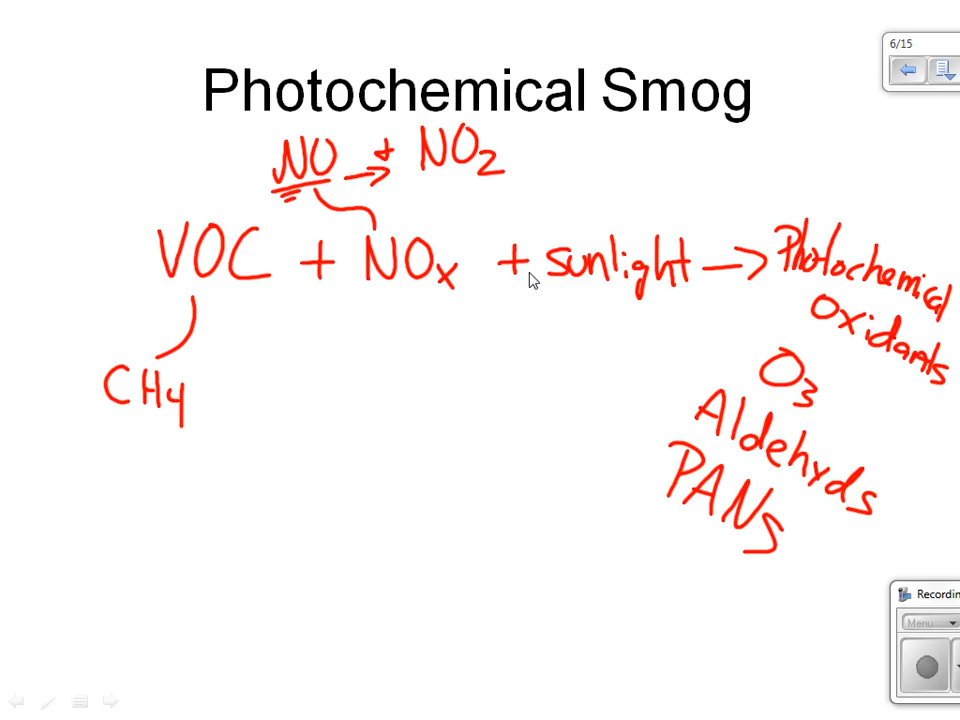 6/15
Photochemical Smog
NO → + NO2
VOC + NOx + sunlight → Photochemical
Oxidants
CH4
O3
Aldehyds
PANs
Recordin
Menu